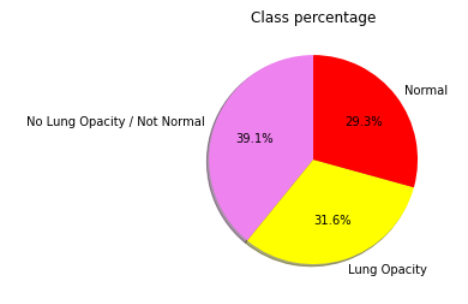 Class percentage
Normal
29.3%
No Lung Opacity / Not Normal
39.1%
31.6%
Lung Opacity